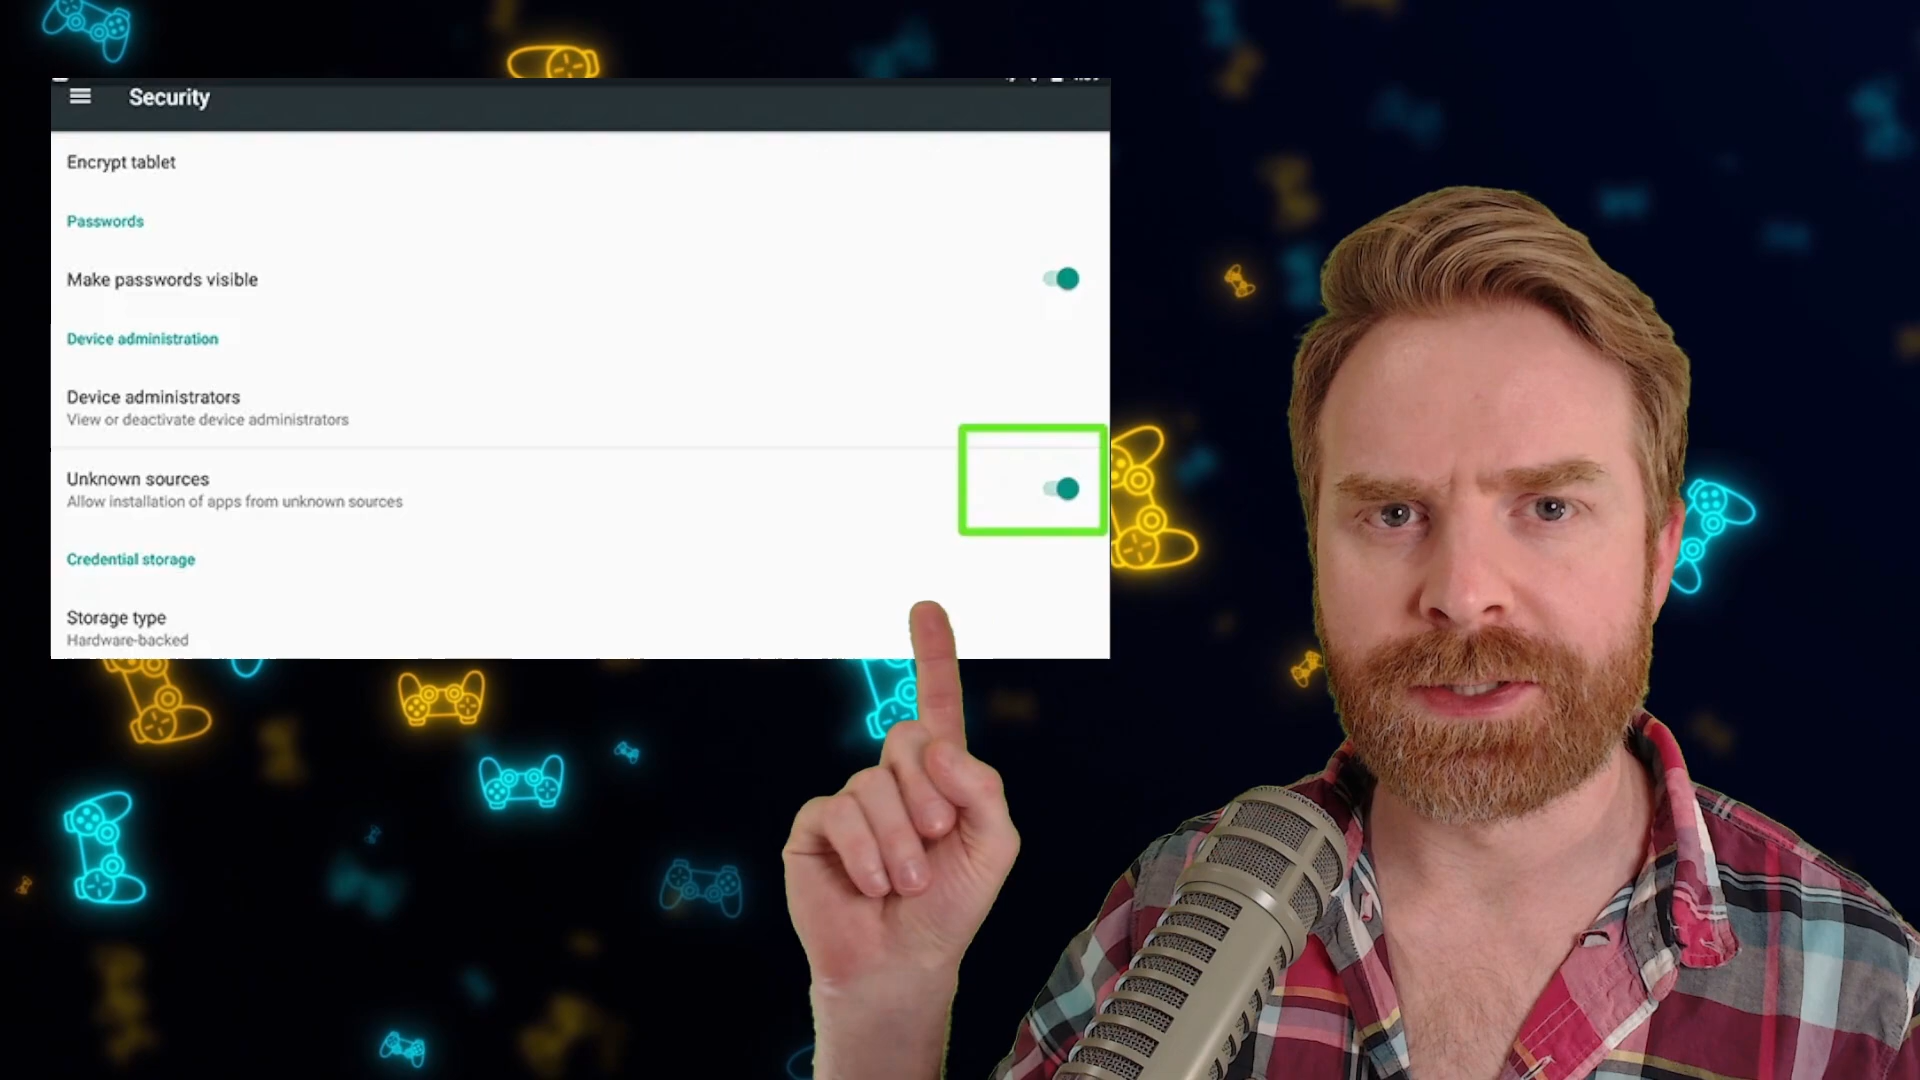 Security
Encrypt tablet
Passwords
Make passwords visible
Device administration
Device administrators
View or deactivate device administrators
Unknown sources
Allow installation of apps from unknown sources
Credential storage
Storage type
Hardware-backed